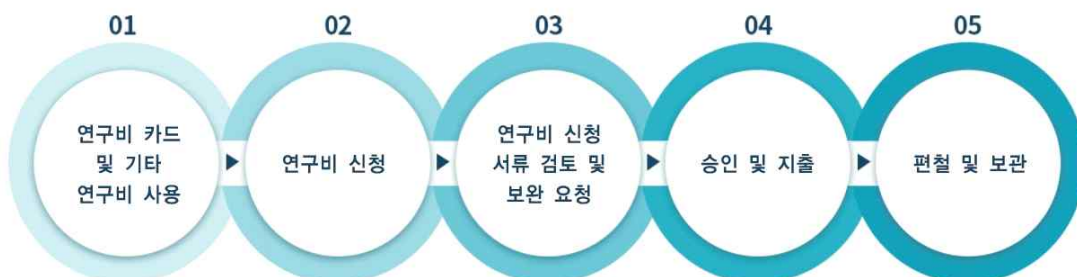 01
연구비 카드
및 기타
연구비 사용
02
연구비 신청
03
연구비 신청
서류 검토 및
보완 요청
04
승인 및 지출
05
편철 및 보관